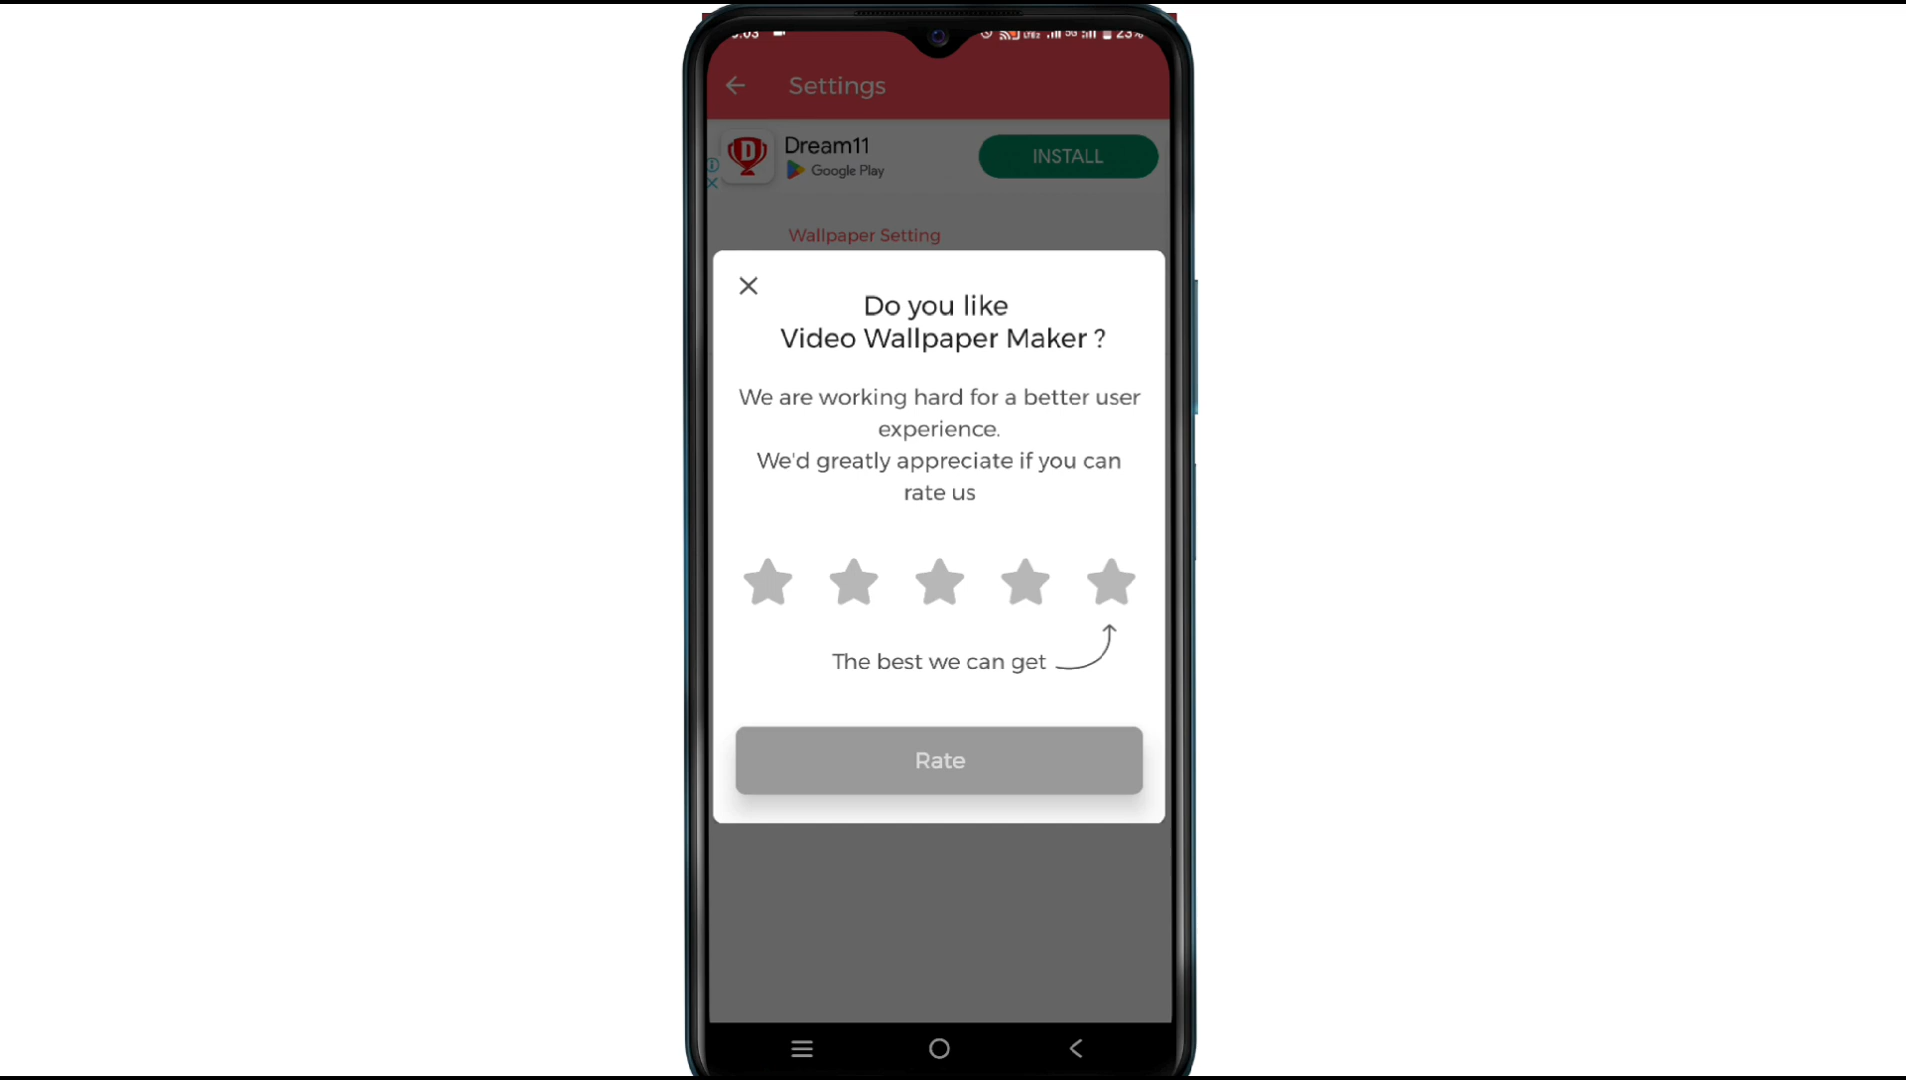 23%
Settings
Dream11
Google Play
INSTALL
Wallpaper Setting
Do you like
Video Wallpaper Maker ?
We are working hard for a better user
experience.
We'd greatly appreciate if you can
rate us
The best we can get
Rate